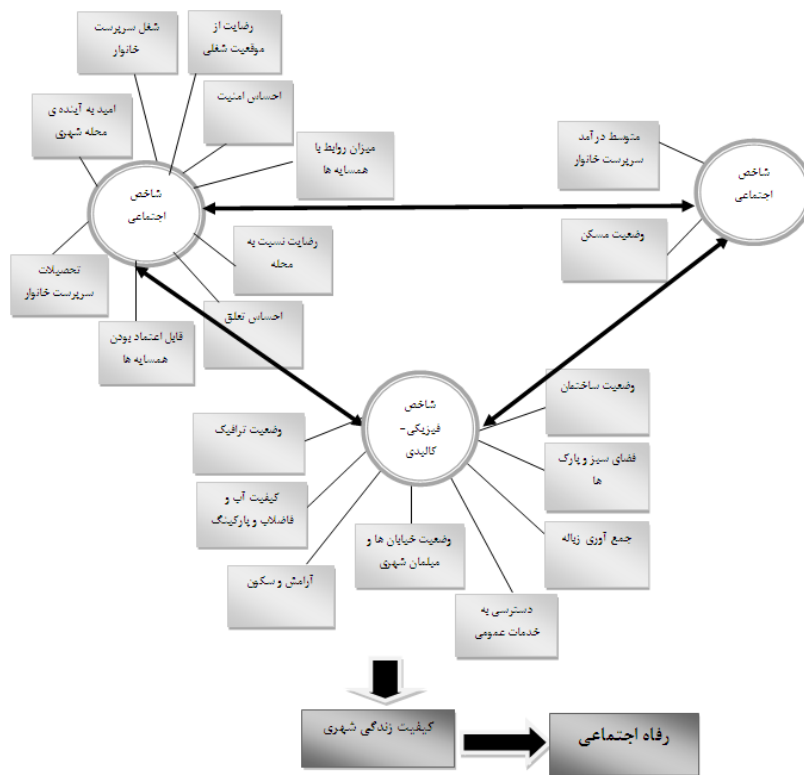 شغل سرپرست
خانوار
رضایت از
موقعیت شغلی
امید به آینده ی
محله شهری
احساس امنیت
میزان روابط با
همسایه ها
شاخص
اجتماعی
رضایت نسبت به
محله
تحصیلات
سرپرست خانوار
قابل اعتماد بودن
همسایه ها
احساس تعلق
متوسط درآمد
سرپرست خانوار
شاخص
اجتماعی
وضعیت مسکن
شاخص
فیزیکی-
کالبدی
وضعیت ساختمان
فضای سبز و پارک
ها
جمع آوری زباله
دسترسی به
خدمات عمومی
وضعیت خیابان ها و
مبلمان شهری
آرامش و سکون
کیفیت آب و
فاضلاب و پارکینگ
وضعیت ترافیک
کیفیت زندگی شهری
رفاه اجتماعی